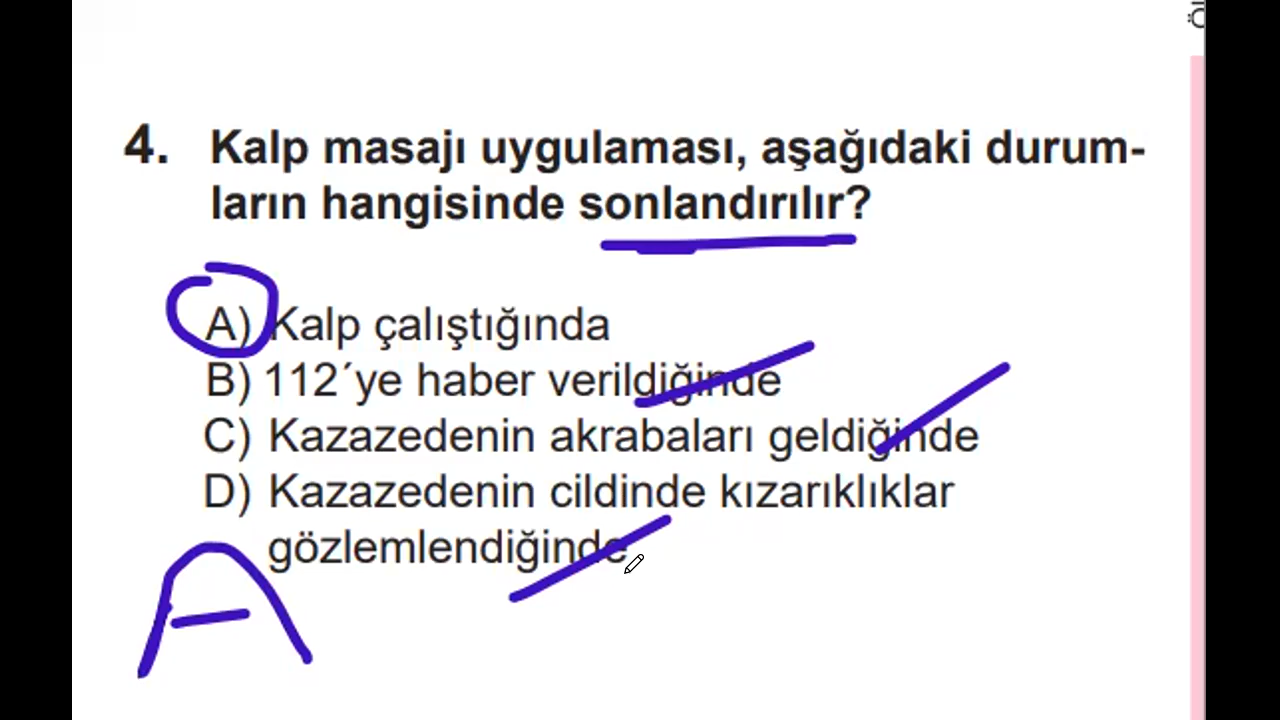 4. Kalp masajı uygulaması, aşağıdaki durum-
ların hangisinde sonlandırılır?
A) Kalp çalıştığında
B) 112´ye haber verildiğinde
C) Kazazedenin akrabaları geldiğinde
D) Kazazedenin cildinde kızarıklıklar
gözlemlendiğinde
A